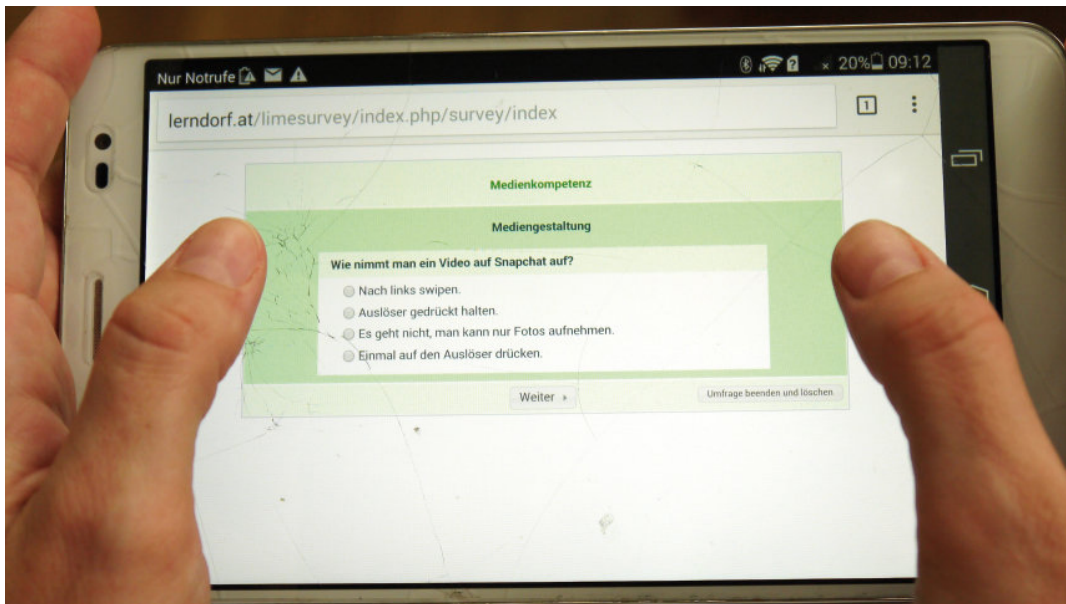 Nur Notrufe
20% 09:12
lerndorf.at/limesurvey/index.php/survey/index
1
Medienkompetenz
Mediengestaltung
Wie nimmt man ein Video auf Snapchat auf?
Nach links swipen.
Auslöser gedrückt halten.
Es geht nicht, man kann nur Fotos aufnehmen.
Einmal auf den Auslöser drücken.
Weiter
Umfrage beenden und löschen